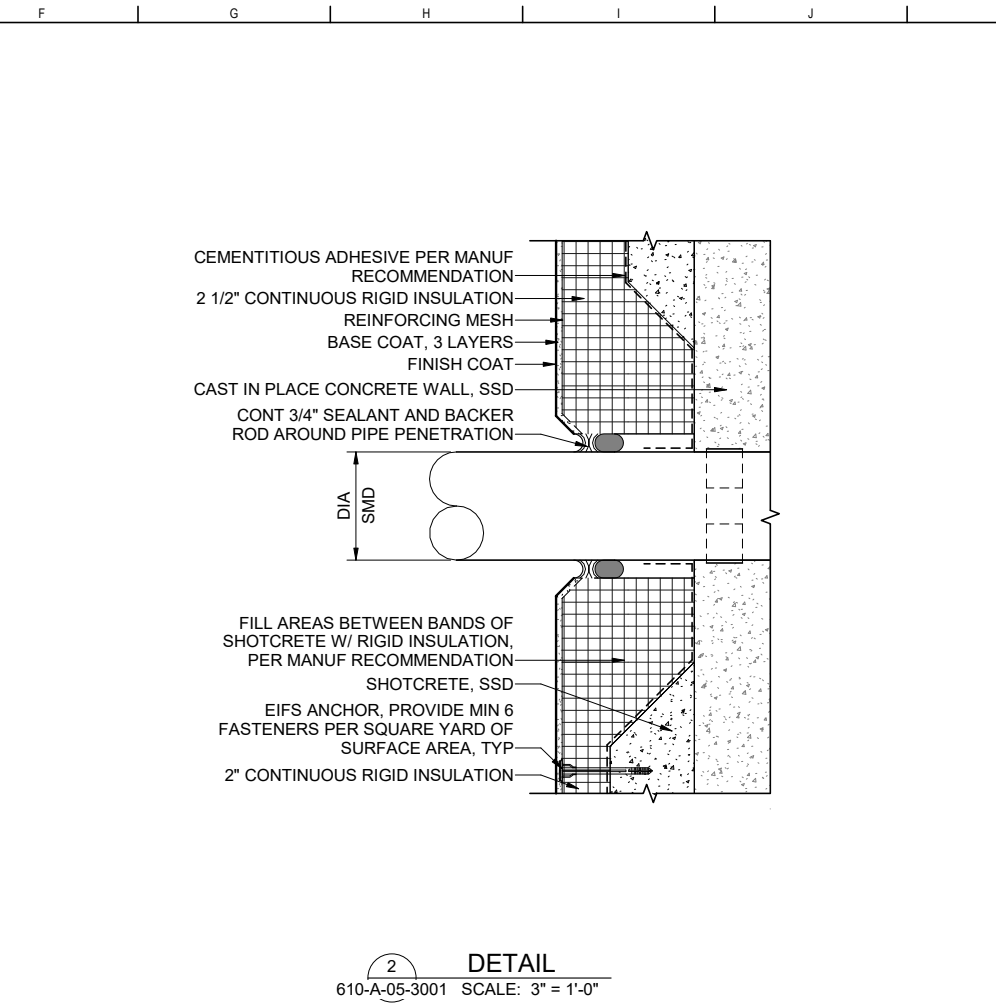 F G H I J
CEMENTITIOUS ADHESIVE PER MANUF
RECOMMENDATION
2 1/2" CONTINUOUS RIGID INSULATION
REINFORCING MESH
BASE COAT, 3 LAYERS
FINISH COAT
CAST IN PLACE CONCRETE WALL, SSD
CONT 3/4" SEALANT AND BACKER
ROD AROUND PIPE PENETRATION
DIA
SMD
FILL AREAS BETWEEN BANDS OF
SHOTCRETE W/ RIGID INSULATION,
PER MANUF RECOMMENDATION
SHOTCRETE, SSD
EIFS ANCHOR, PROVIDE MIN 6
FASTENERS PER SQUARE YARD OF
SURFACE AREA, TYP
2" CONTINUOUS RIGID INSULATION
2 DETAIL
610-A-05-3001 SCALE: 3" = 1'-0"